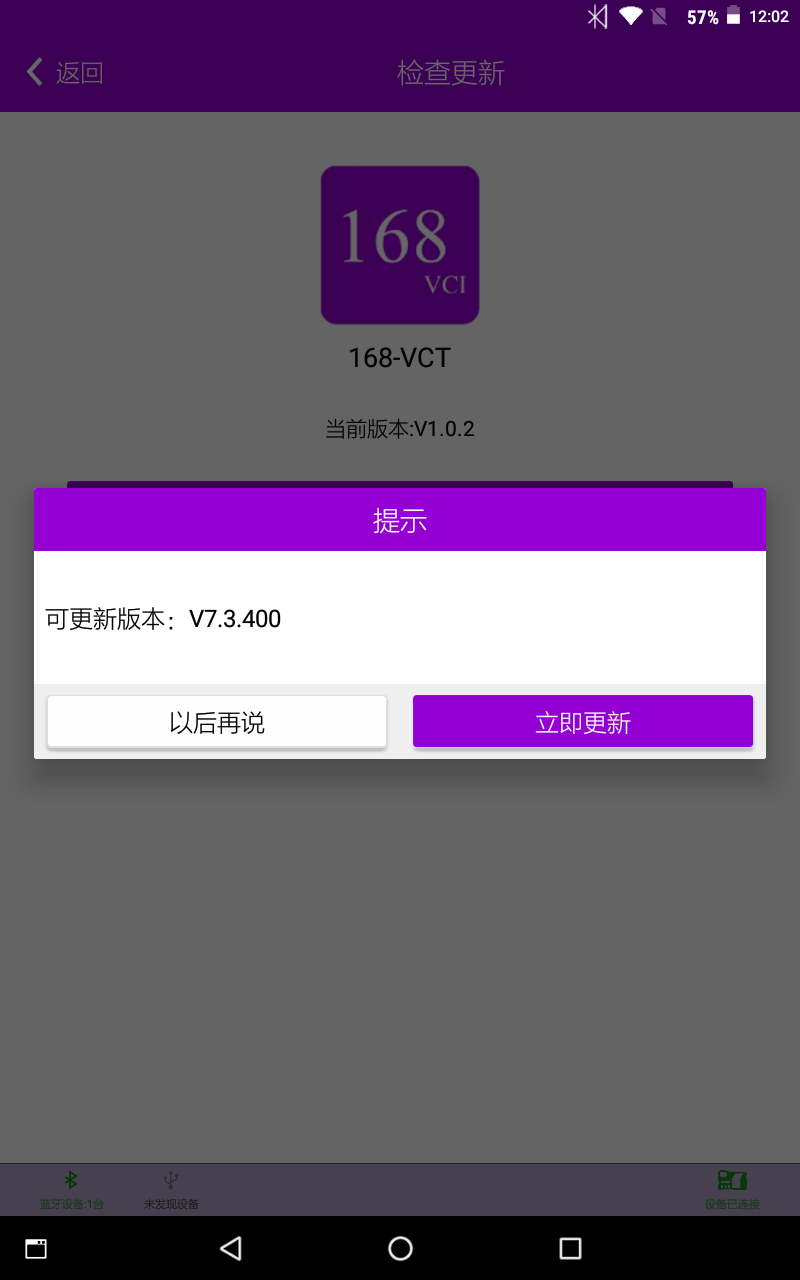 57% 12:02
返回 检查更新
168
VCI
168-VCT
当前版本:V1.0.2
提示
可更新版本：V7.3.400
以后再说 立即更新
蓝牙设备:1台 未发现设备 设备已连接